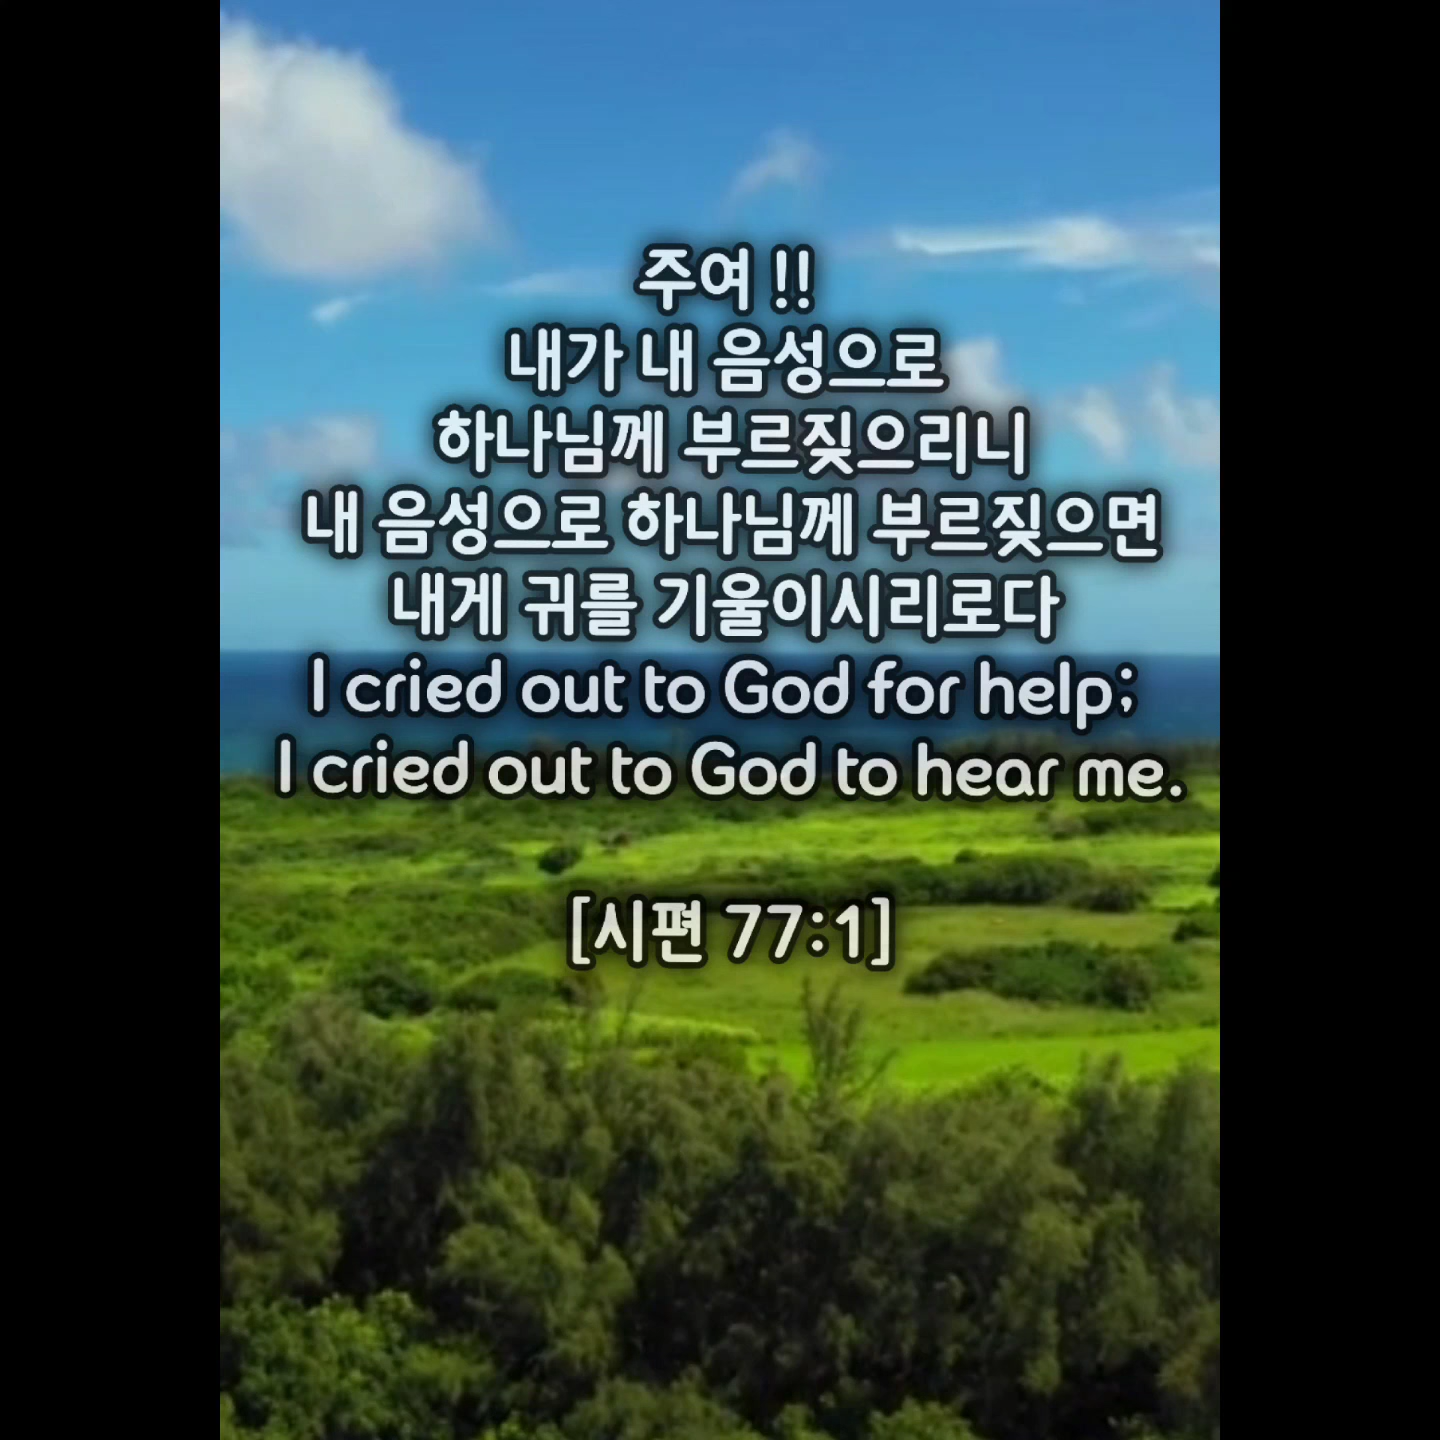 주여 !!
내가 내 음성으로
하나님께 부르짖으리니
내 음성으로 하나님께 부르짖으면
내게 귀를 기울이시리로다
I cried out to God for help;
I cried out to God to hear me.
[시편 77:1]